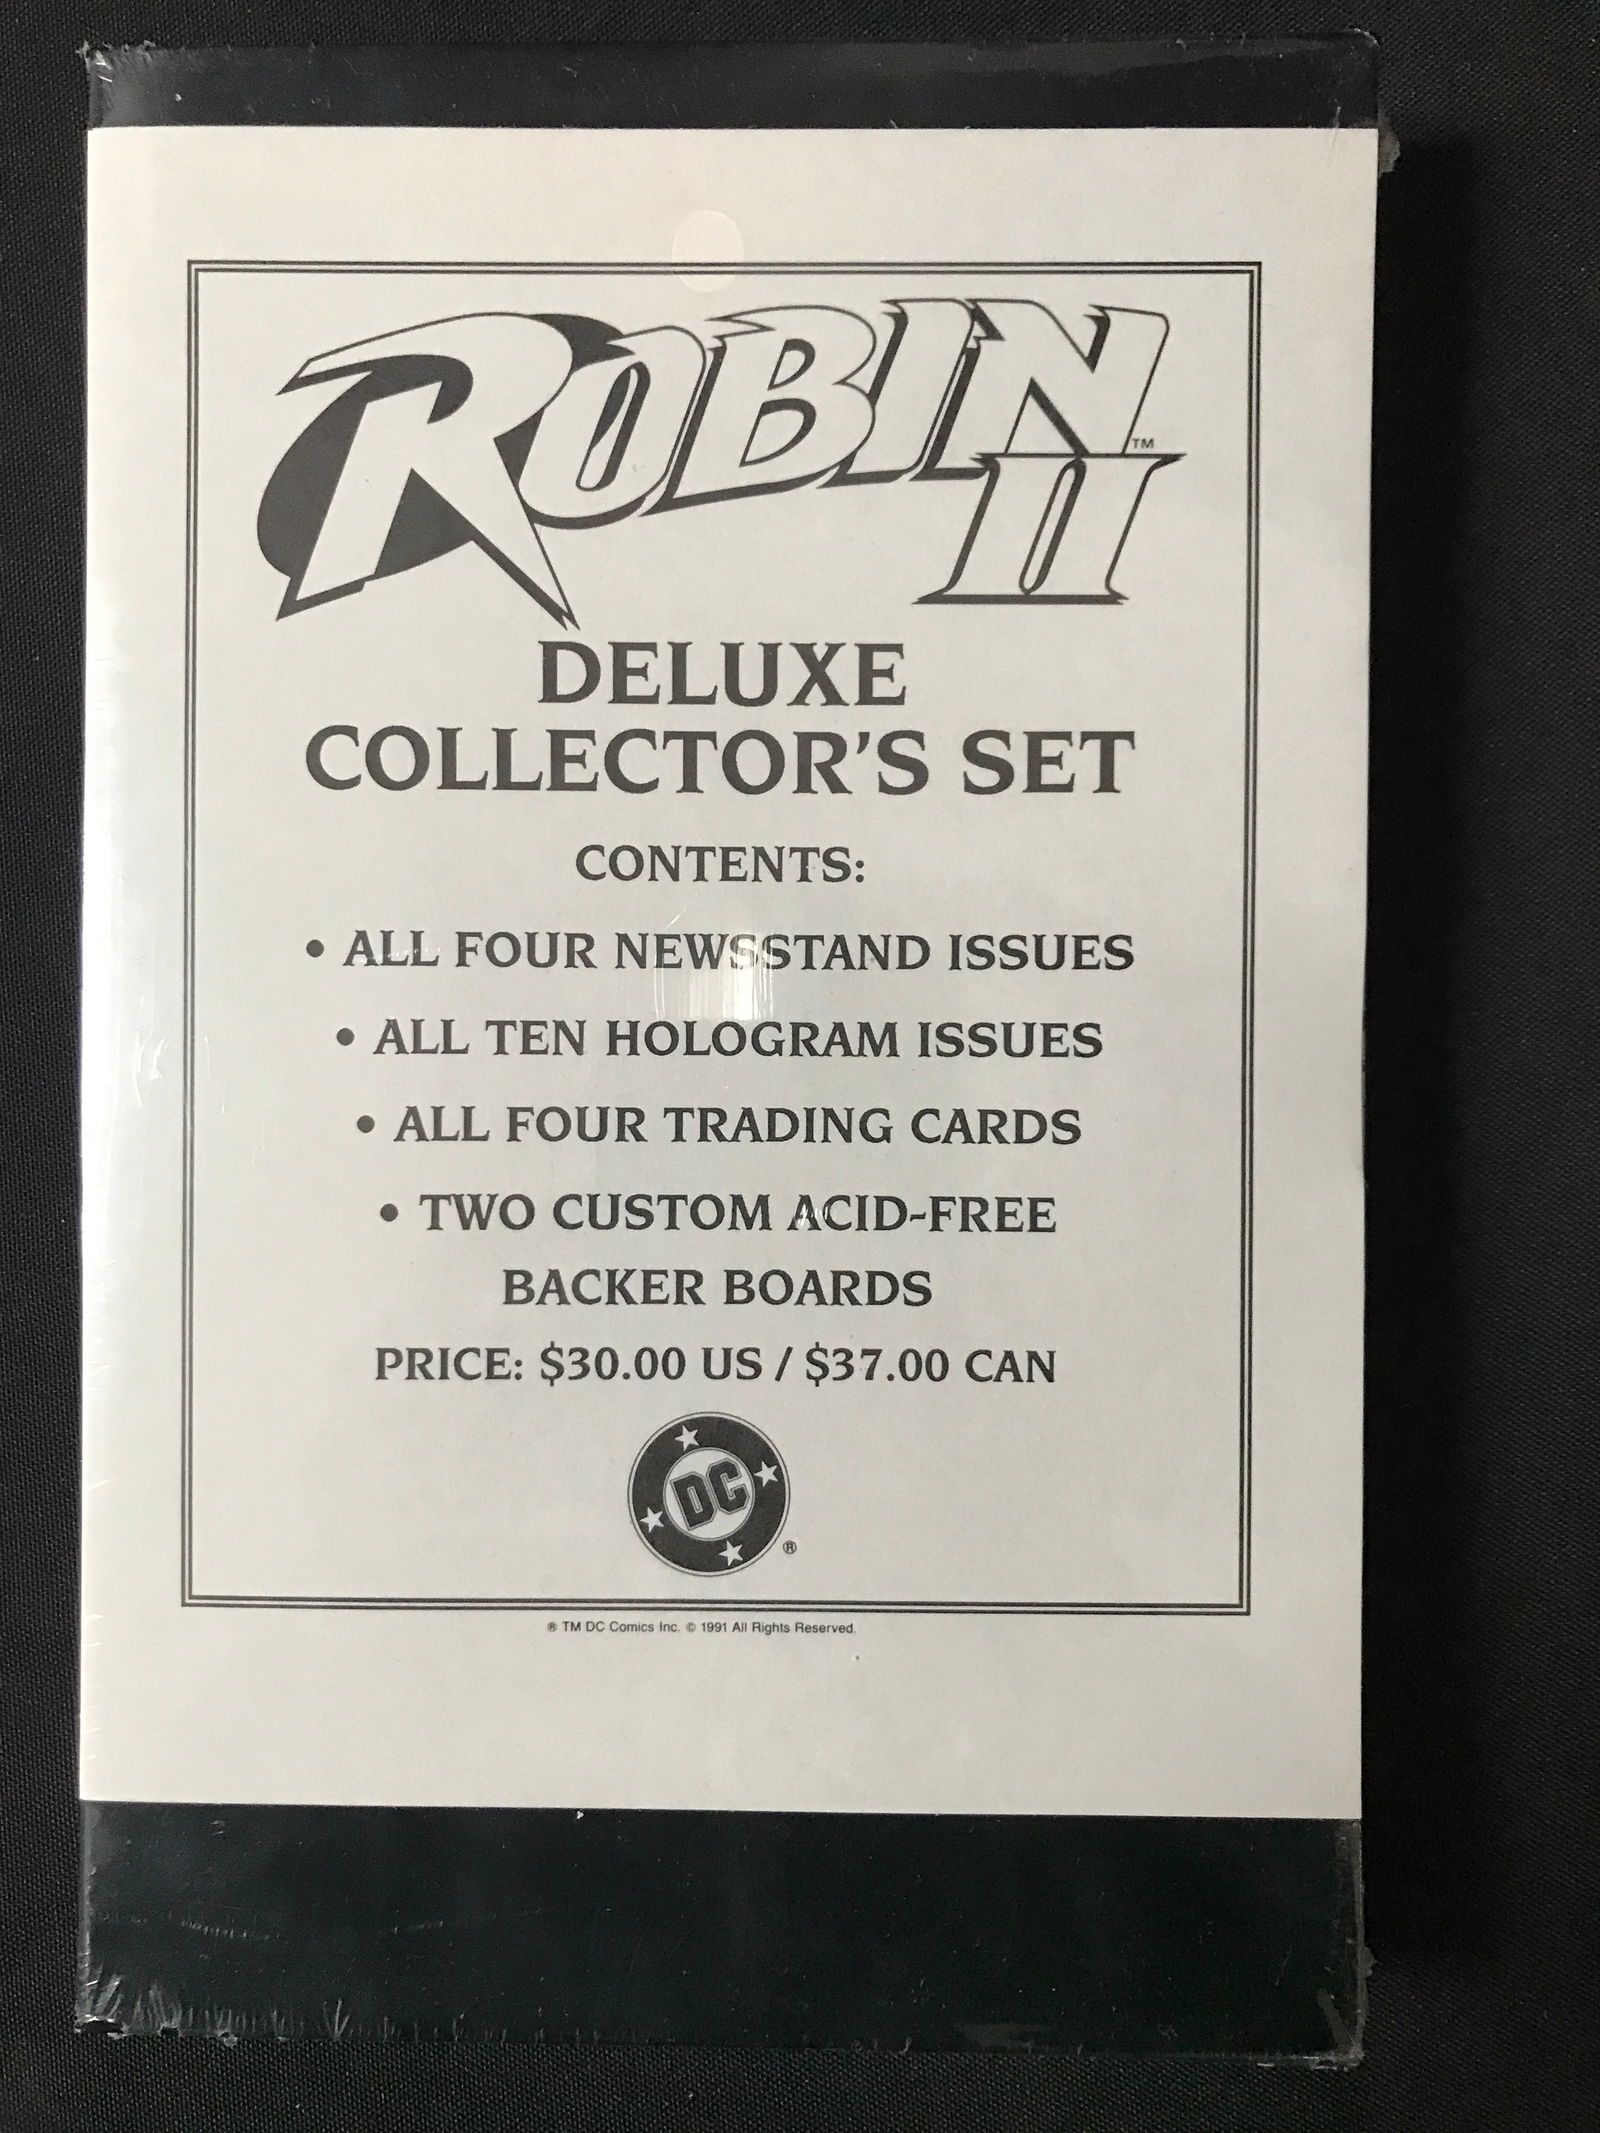 ROBIN™
II
DELUXE
COLLECTOR'S SET
CONTENTS:
• ALL FOUR NEWSSTAND ISSUES
• ALL TEN HOLOGRAM ISSUES
• ALL FOUR TRADING CARDS
• TWO CUSTOM ACID-FREE
BACKER BOARDS
PRICE: $30.00 US / $37.00 CAN
DC
®
® TM DC Comics Inc. © 1991 All Rights Reserved.